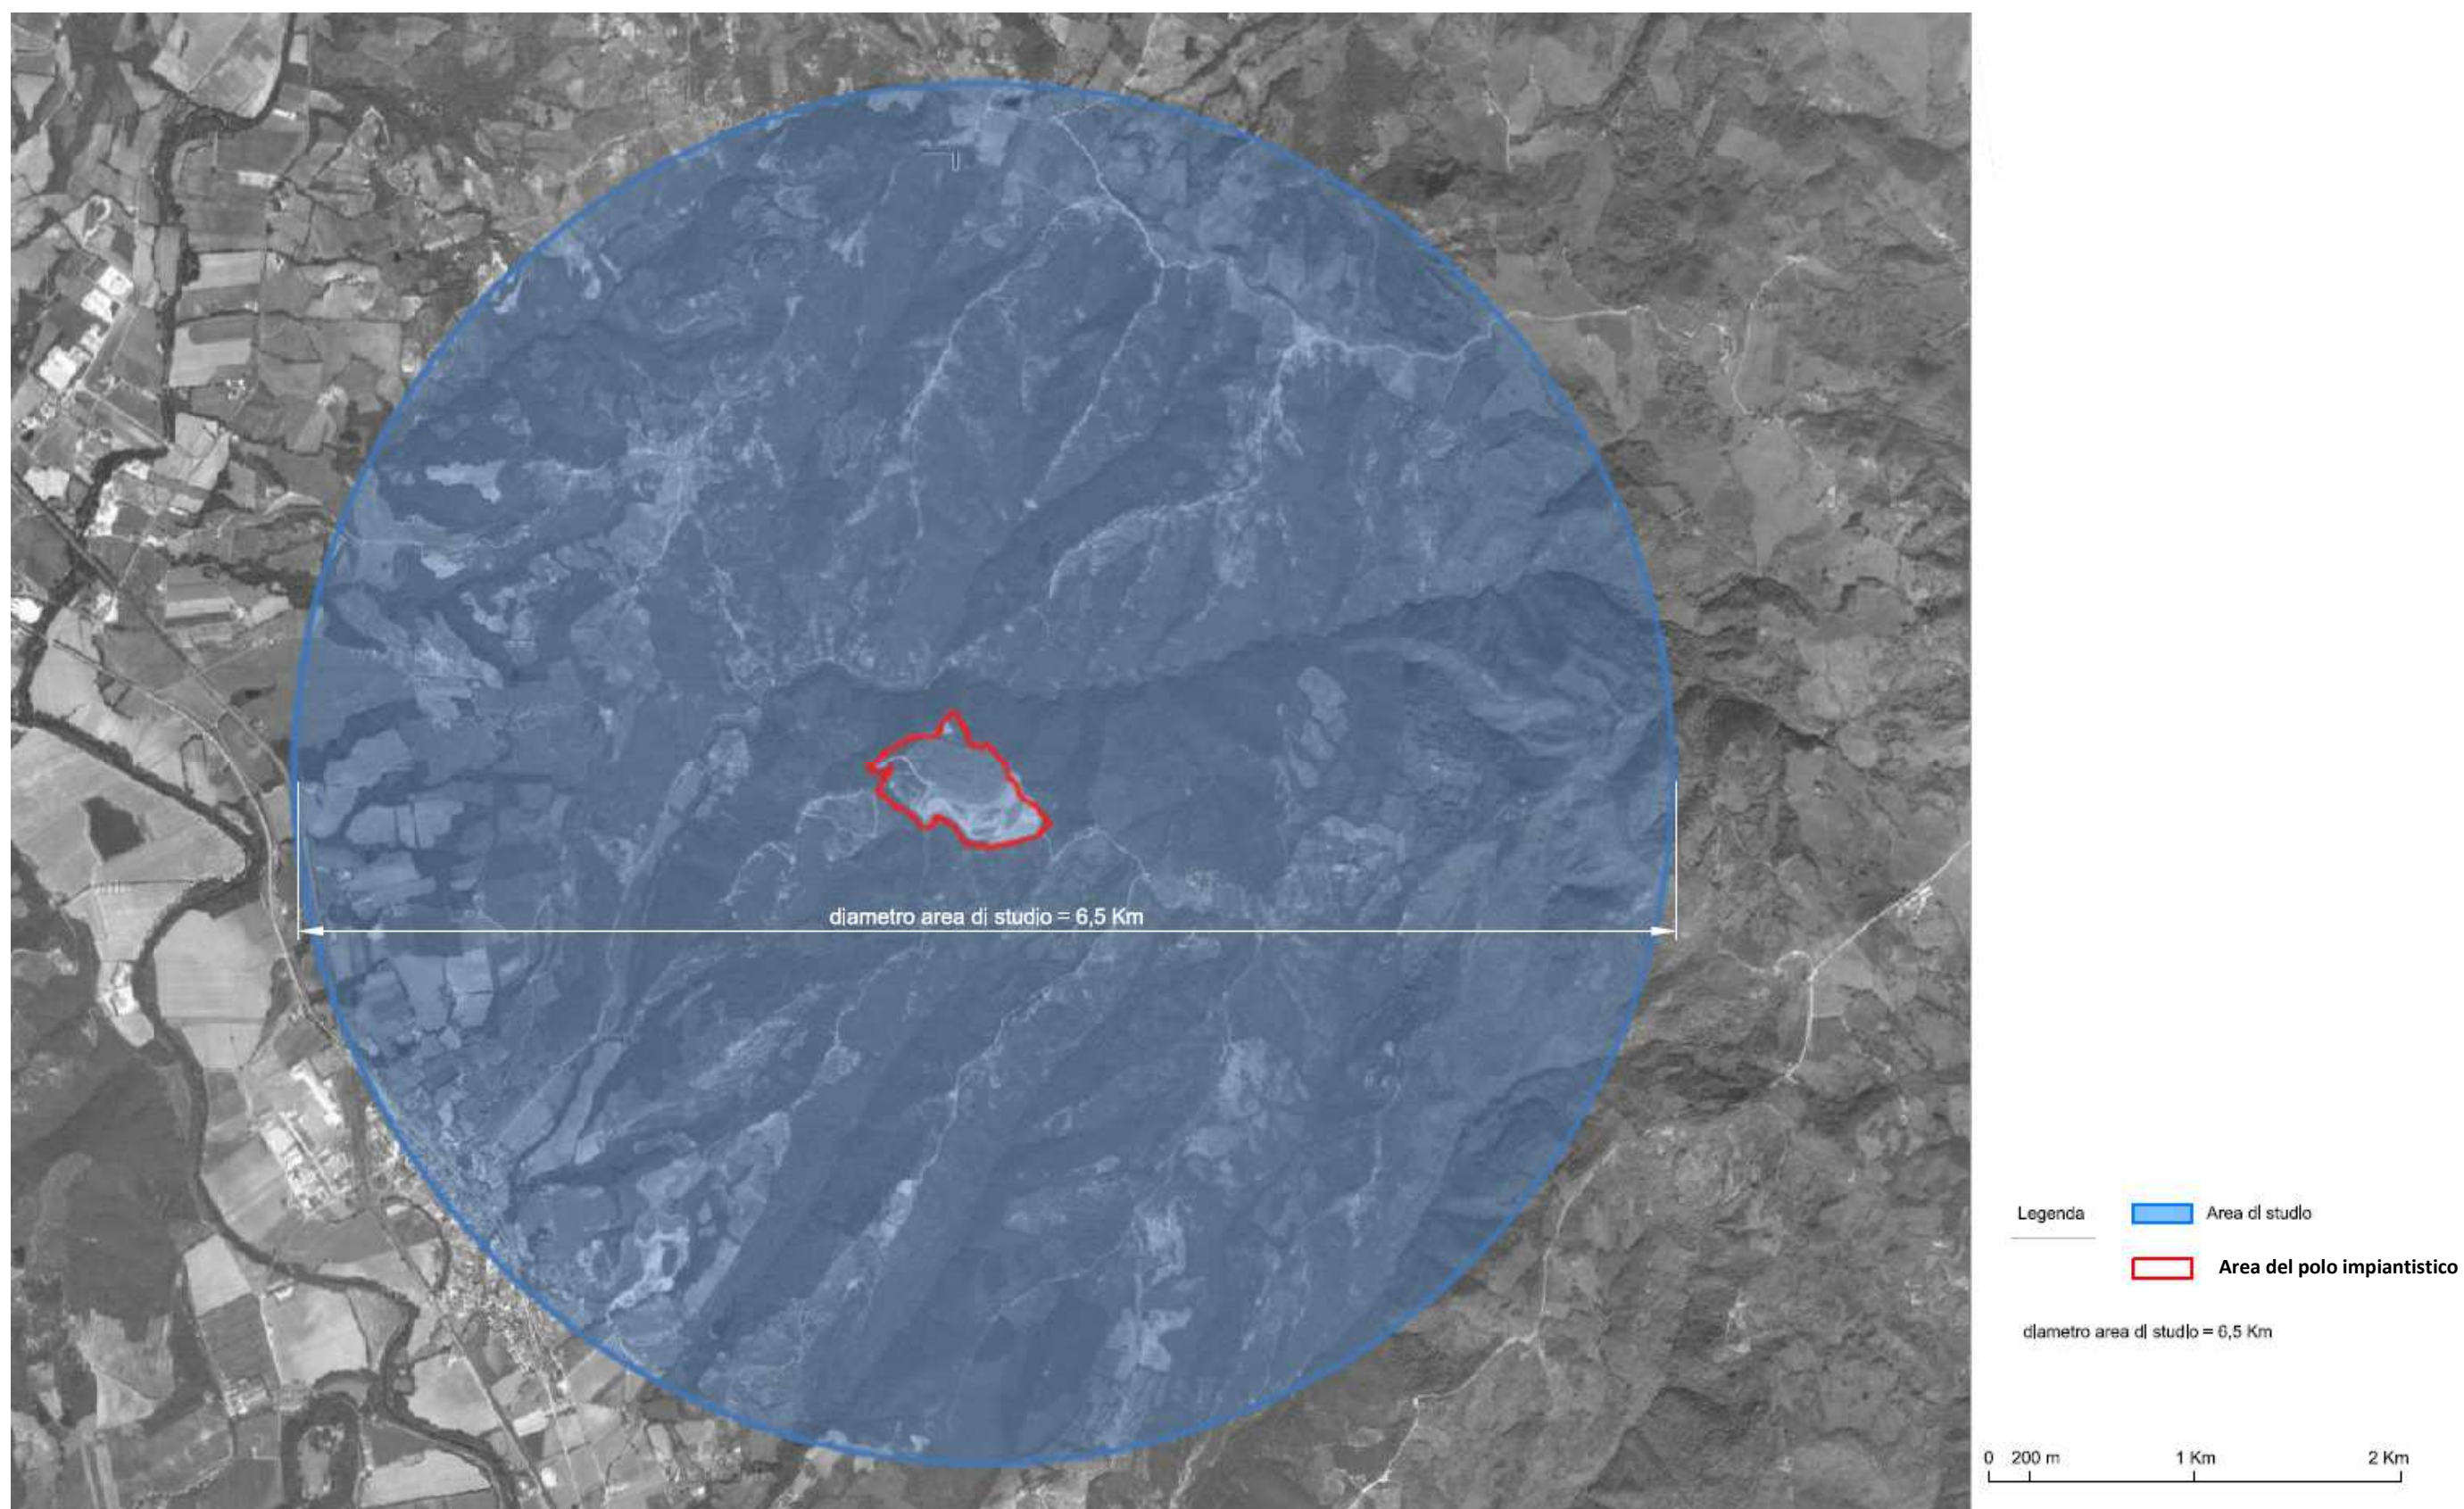 diametro area di studio = 6,5 Km
Legenda
Area di studio
Area del polo impiantistico
diametro area di studio = 6,5 Km
0 200 m 1 Km 2 Km